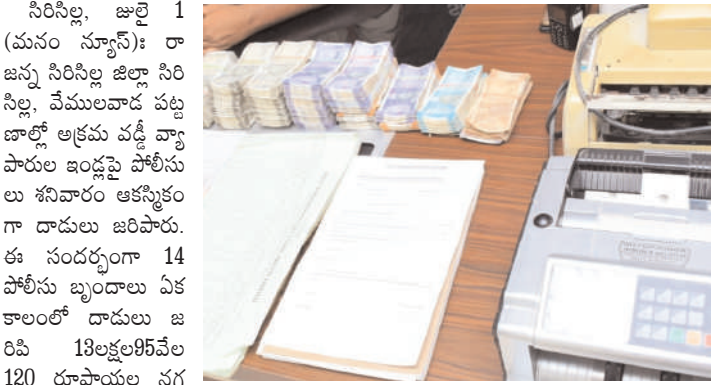 సిరిసిల్ల, జులై 1
(మనం న్యూస్)ః రా
జన్న సిరిసిల్ల జిల్లా సిరి
సిల్ల, వేములవాడ పట్ట
ణాల్లో అక్రమ వడ్డీ వ్యా
పారుల ఇండ్లపై పోలీసు
లు శనివారం ఆకస్మికం
గా దాడులు జరిపారు.
ఈ సందర్భంగా 14
పోలీసు బృందాలు ఏక
కాలంలో దాడులు జ
రిపి 13లక్షల95వేల
120 రూపాయల నగ